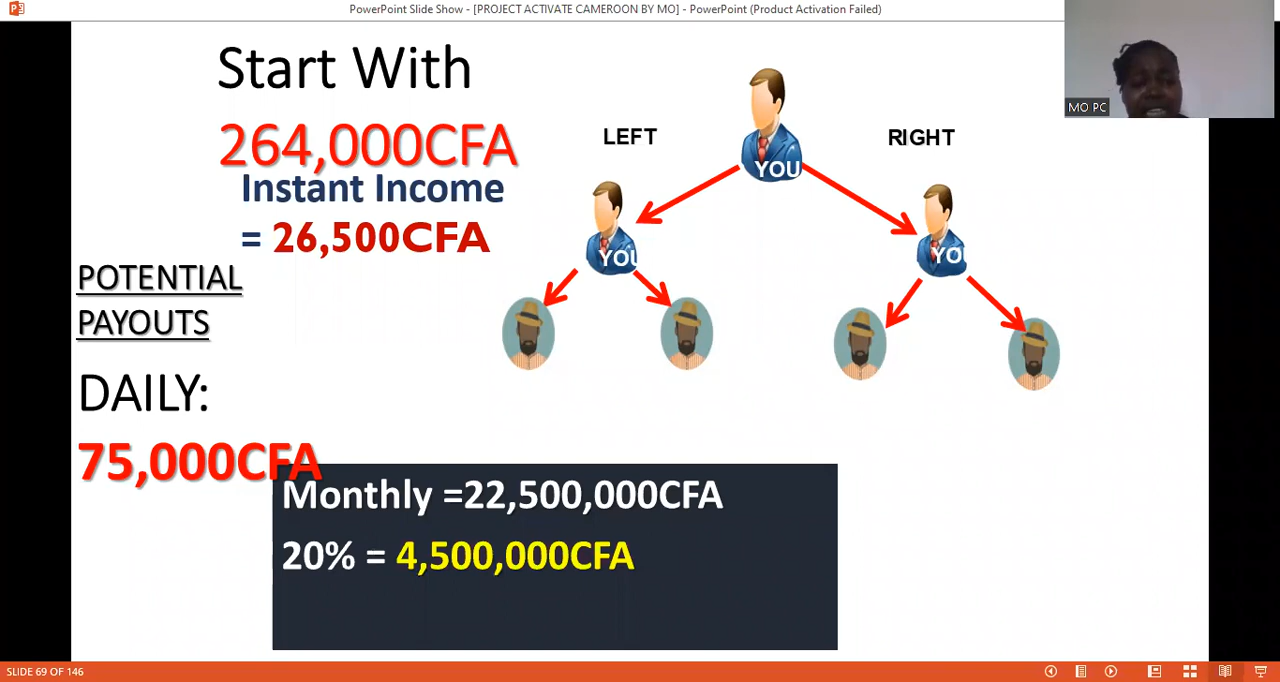 PowerPoint Slide Show - [PROJECT ACTIVATE CAMEROON BY MO] - PowerPoint (Product Activation Failed)
MO PC
Start With
264,000CFA
Instant Income
= 26,500CFA
LEFT
RIGHT
YOU
YOU
YOU
POTENTIAL
PAYOUTS
DAILY:
75,000CFA
Monthly =22,500,000CFA
20% = 4,500,000CFA
SLIDE 69 OF 146